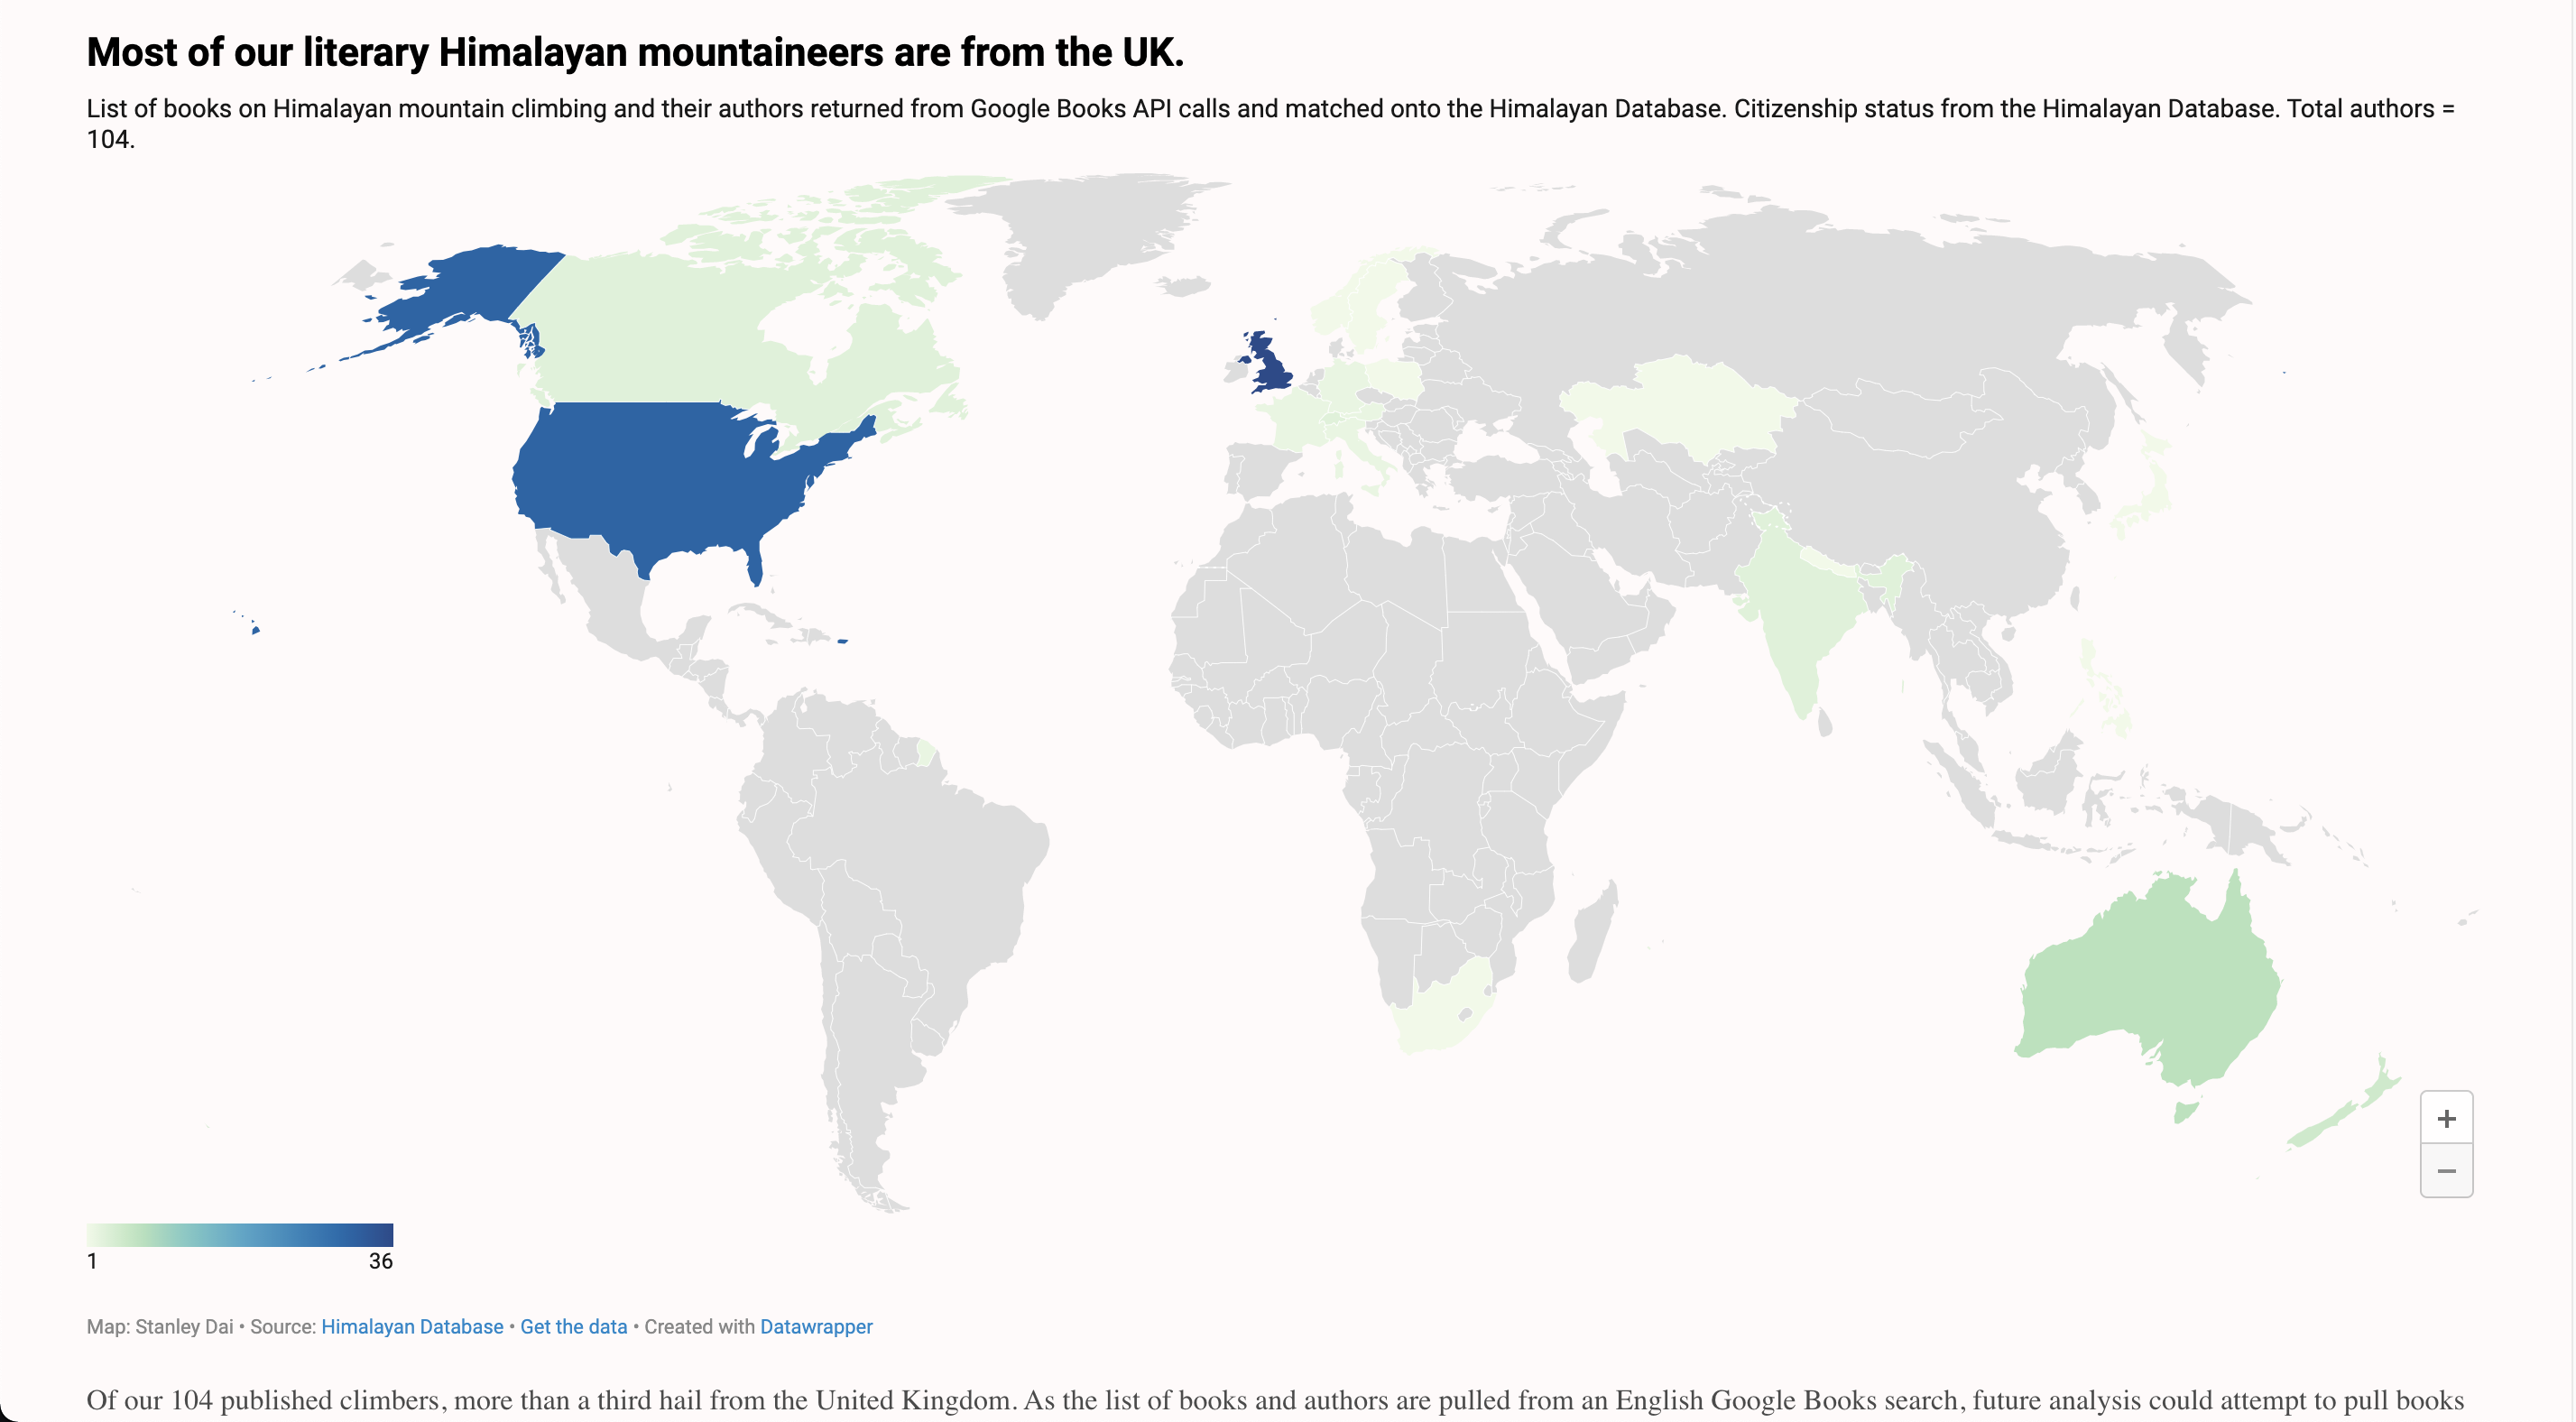 Most of our literary Himalayan mountaineers are from the UK.
List of books on Himalayan mountain climbing and their authors returned from Google Books API calls and matched onto the Himalayan Database. Citizenship status from the Himalayan Database. Total authors =
104.
+
−
1 36
Map: Stanley Dai • Source: Himalayan Database • Get the data • Created with Datawrapper
Of our 104 published climbers, more than a third hail from the United Kingdom. As the list of books and authors are pulled from an English Google Books search, future analysis could attempt to pull books